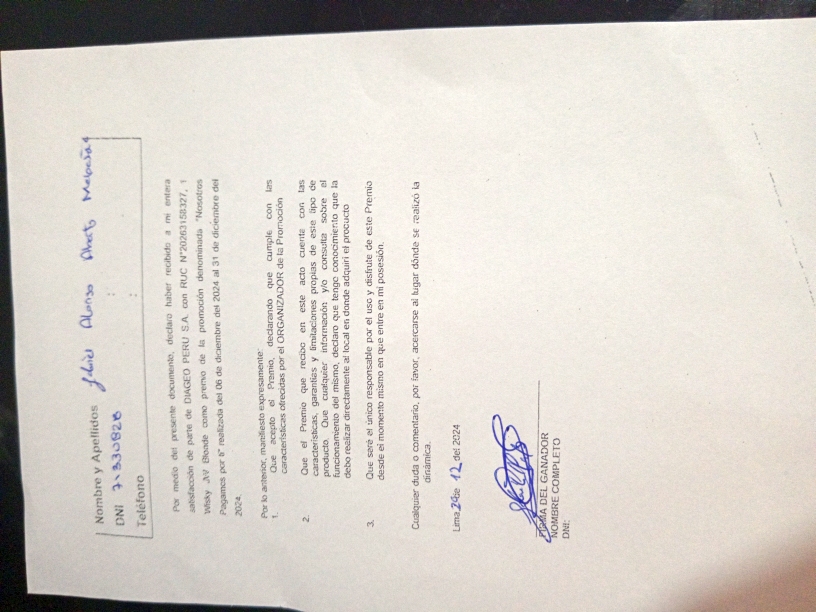 Nombre y Apellidos Alonso
DNI : 74330828
Teléfono :
Por medio del presente documento, declaro haber recibido a mi entera
satisfacción de parte de DIAGEO PERU S.A. con RUC N°20263158327, 1
Wisky JW Blonde como premio de la promoción denominada "Nosotros
Pagamos por ti" realizada del 06 de diciembre del 2024 al 31 de diciembre del
2024.
Por lo anterior, manifiesto expresamente:
1. Que acepto el Premio, declarando que cumple con las
características ofrecidas por el ORGANIZADOR de la Promoción
2. Que el Premio que recibo en este acto cuenta con las
características, garantías y limitaciones propias de este tipo de
producto. Que cualquier información y/o consulta sobre el
funcionamiento del mismo, declaro que tengo conocimiento que la
debo realizar directamente al local en donde adquirí el producto
3. Que seré el único responsable por el uso y disfrute de este Premio
desde el momento mismo en que entre en mi posesión.
Cualquier duda o comentario, por favor, acercarse al lugar dónde se realizó la
dinámica.
Lima, 24 de 12 del 2024
FIRMA DEL GANADOR
NOMBRE COMPLETO
DNI: